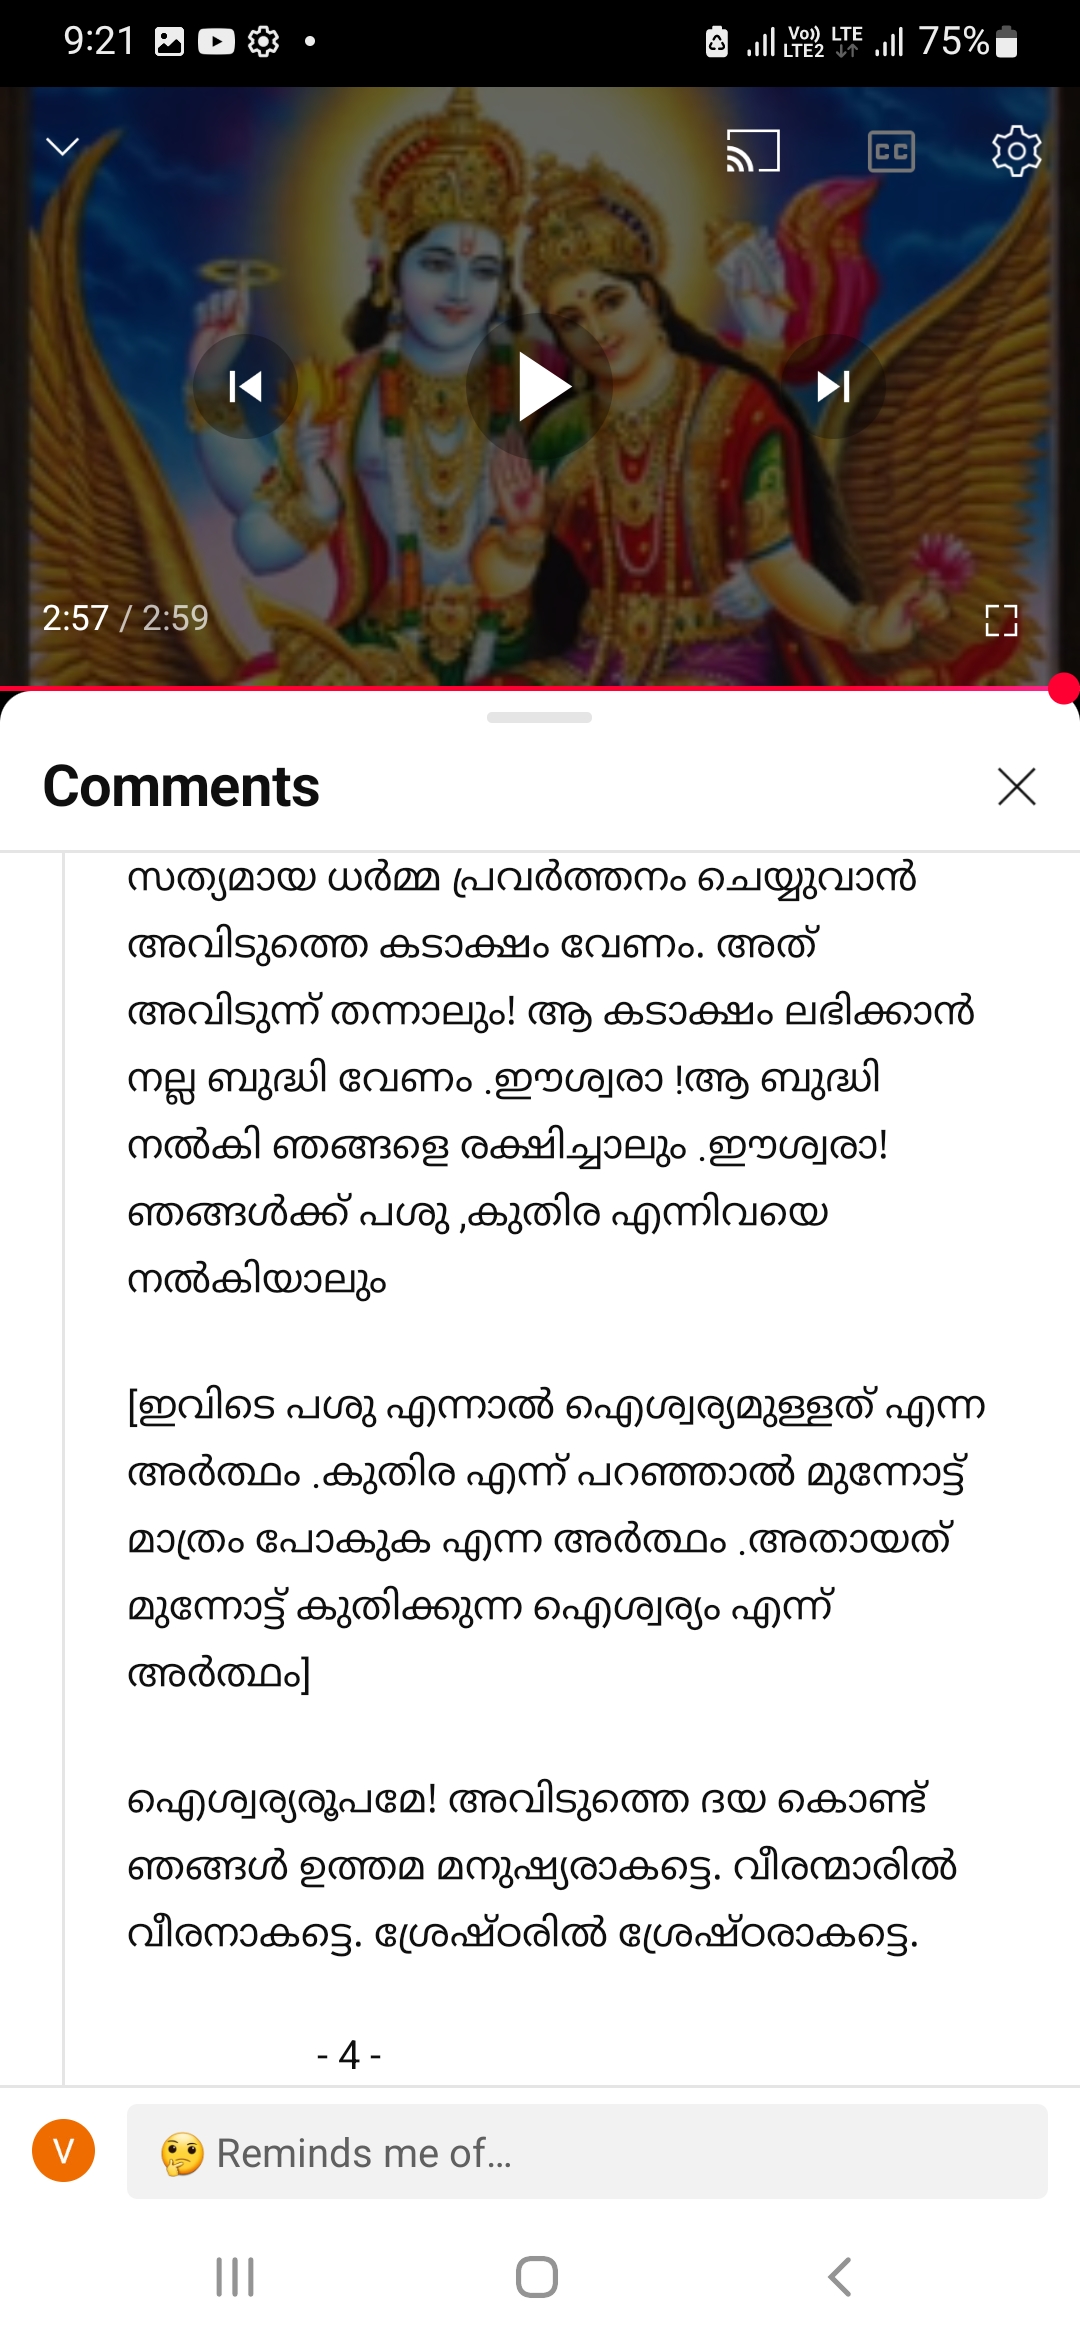 9:21
Vo)) LTE2 LTE 75%
CC
2:57 / 2:59
Comments
സത്യമായ ധർമ്മ പ്രവർത്തനം ചെയ്യുവാൻ
അവിടുത്തെ കടാക്ഷം വേണം. അത്
അവിടുന്ന് തന്നാലും! ആ കടാക്ഷം ലഭിക്കാൻ
നല്ല ബുദ്ധി വേണം .ഈശ്വരാ !ആ ബുദ്ധി
നൽകി ഞങ്ങളെ രക്ഷിച്ചാലും .ഈശ്വരാ!
ഞങ്ങൾക്ക് പശു ,കുതിര എന്നിവയെ
നൽകിയാലും
[ഇവിടെ പശു എന്നാൽ ഐശ്വര്യമുള്ളത് എന്ന
അർത്ഥം .കുതിര എന്ന് പറഞ്ഞാൽ മുന്നോട്ട്
മാത്രം പോകുക എന്ന അർത്ഥം .അതായത്
മുന്നോട്ട് കുതിക്കുന്ന ഐശ്വര്യം എന്ന്
അർത്ഥം]
ഐശ്വര്യരൂപമേ! അവിടുത്തെ ദയ കൊണ്ട്
ഞങ്ങൾ ഉത്തമ മനുഷ്യരാകട്ടെ. വീരന്മാരിൽ
വീരനാകട്ടെ. ശ്രേഷ്ഠരിൽ ശ്രേഷ്ഠരാകട്ടെ.
- 4 -
V
🤔 Reminds me of...